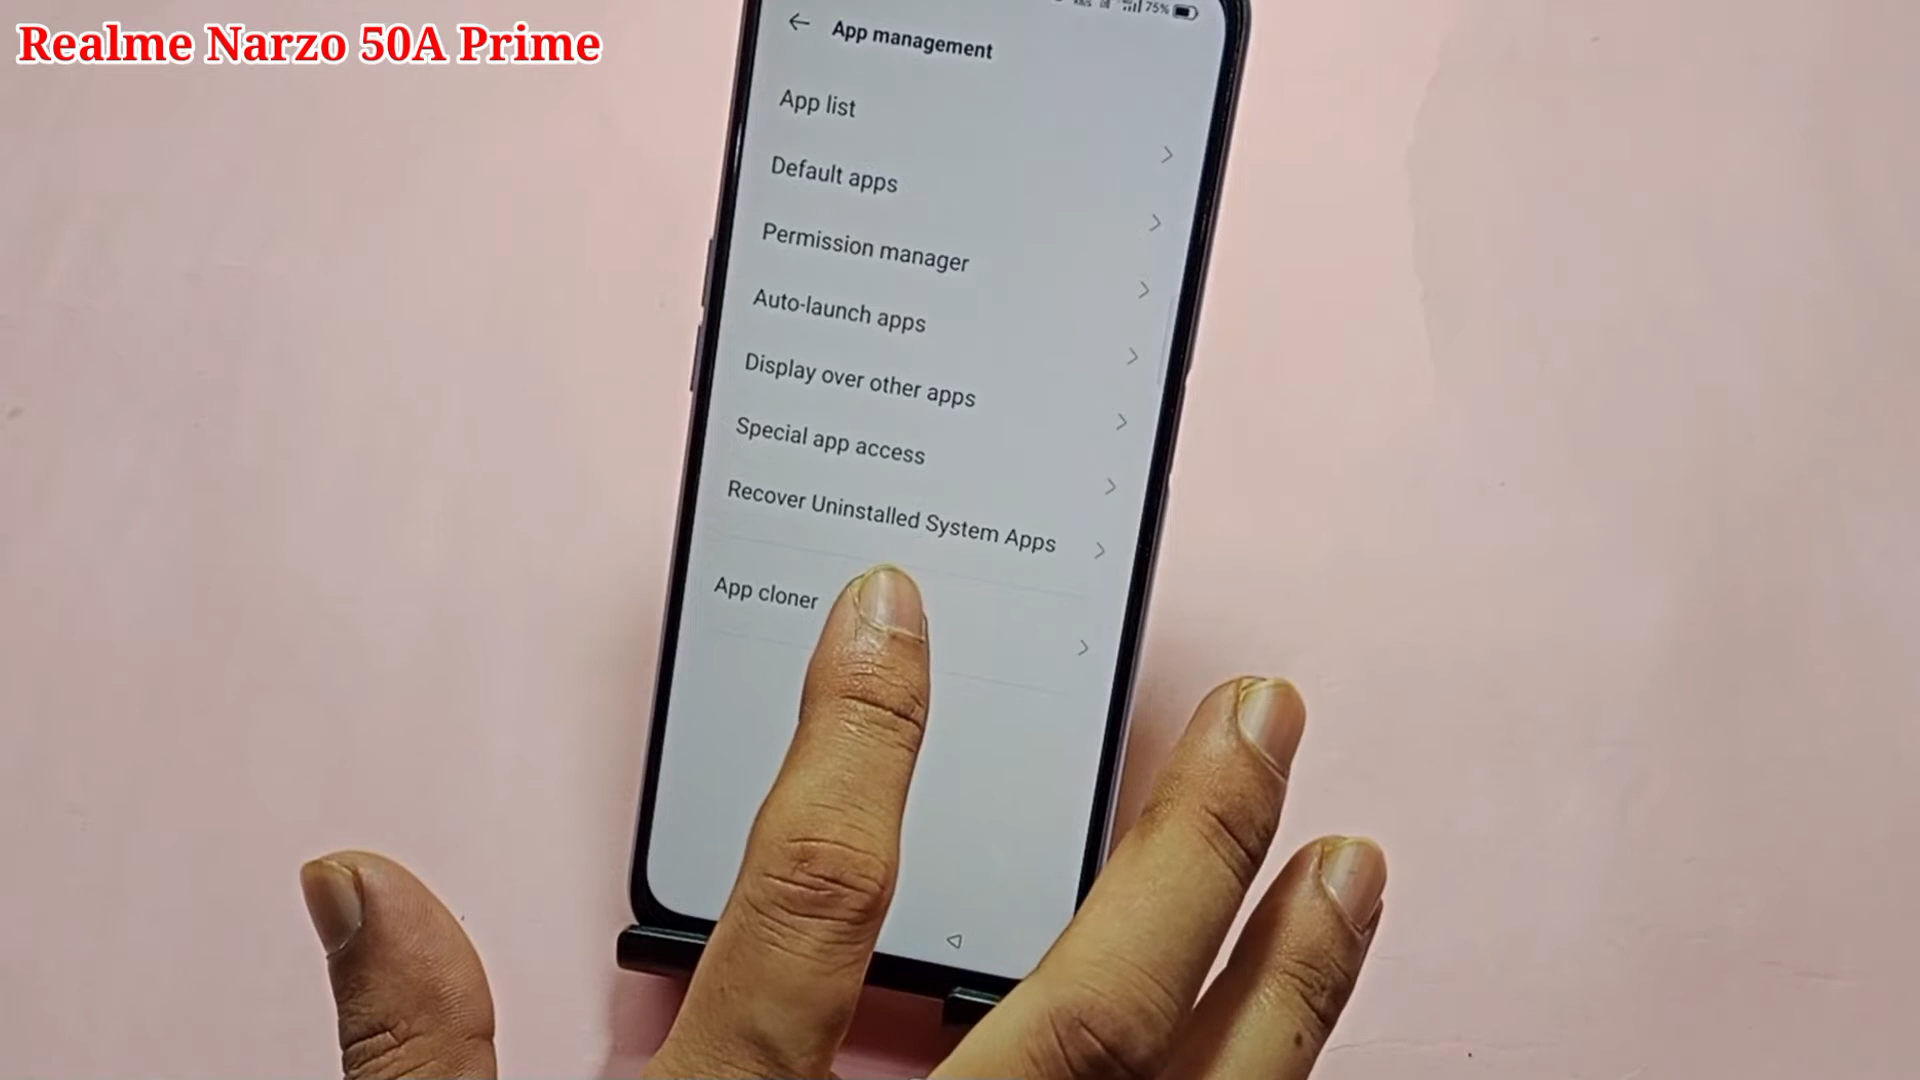 Realme Narzo 50A Prime
75%
App management
App list
Default apps
Permission manager
Auto-launch apps
Display over other apps
Special app access
Recover Uninstalled System Apps
App cloner